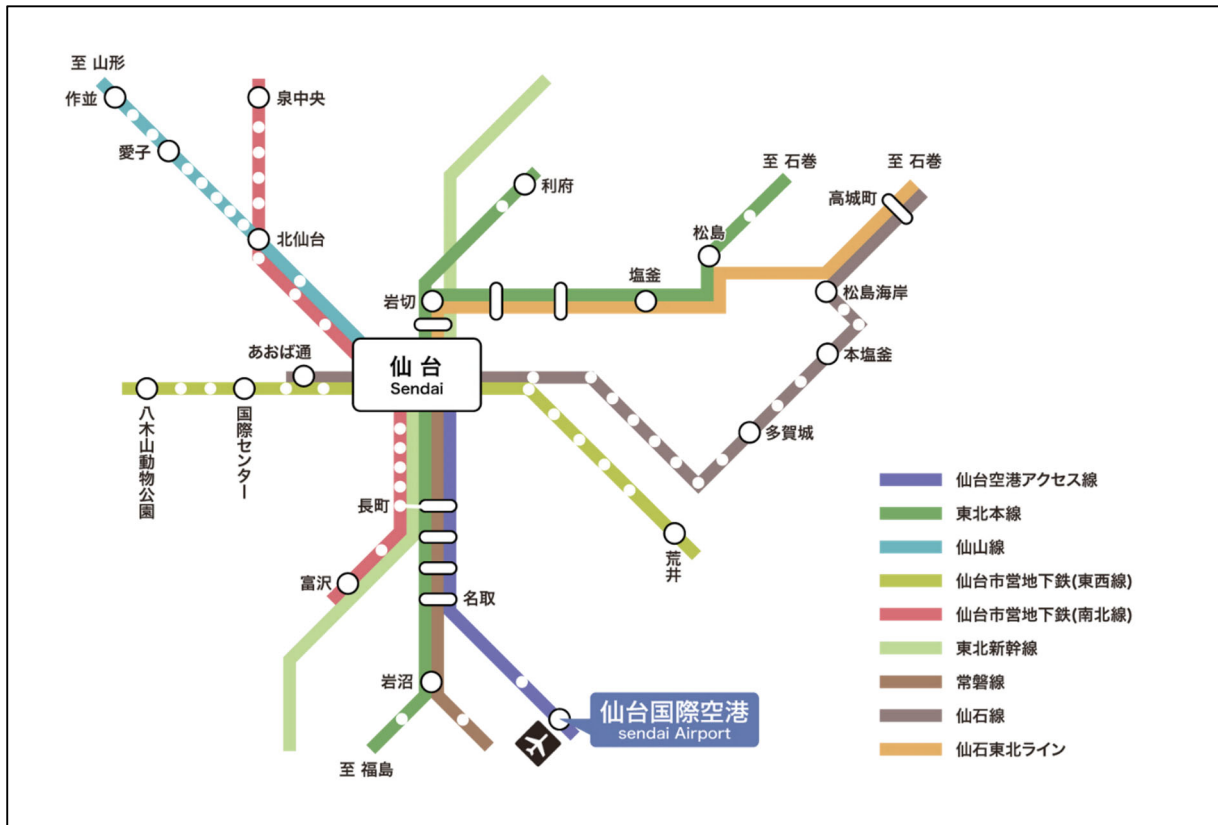 至 山形
作並
泉中央
愛子
北仙台
利府
至 石巻
至 石巻
高城町
松島
塩釜
岩切
松島海岸
あおば通
仙台
Sendai
本塩釜
八木山動物公園
国際センター
多賀城
長町
荒井
富沢
名取
岩沼
仙台国際空港
sendai Airport
至 福島
仙台空港アクセス線
東北本線
仙山線
仙台市営地下鉄(東西線)
仙台市営地下鉄(南北線)
東北新幹線
常磐線
仙石線
仙石東北ライン